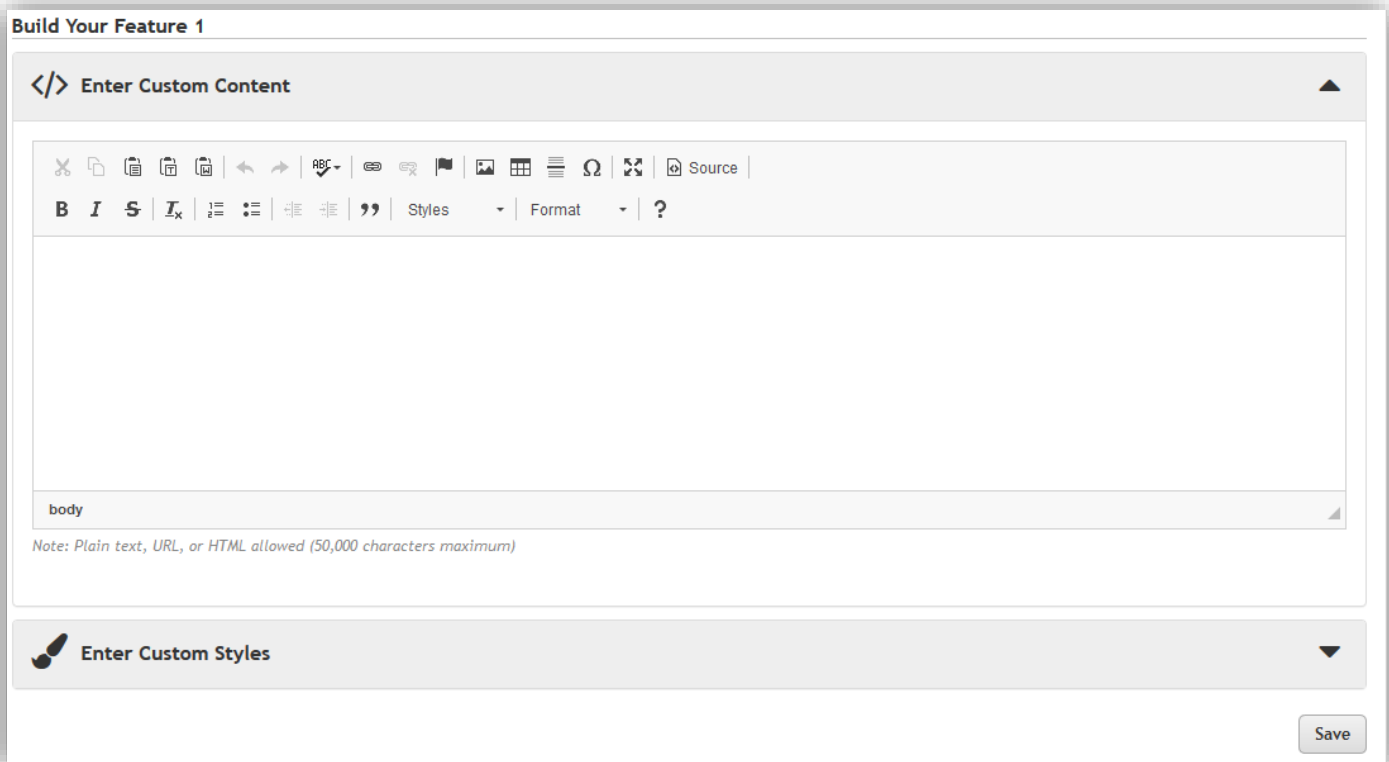 Build Your Feature 1
</> Enter Custom Content
ABC
Source
B I S Ix Styles Format ?
body
Note: Plain text, URL, or HTML allowed (50,000 characters maximum)
Enter Custom Styles
Save